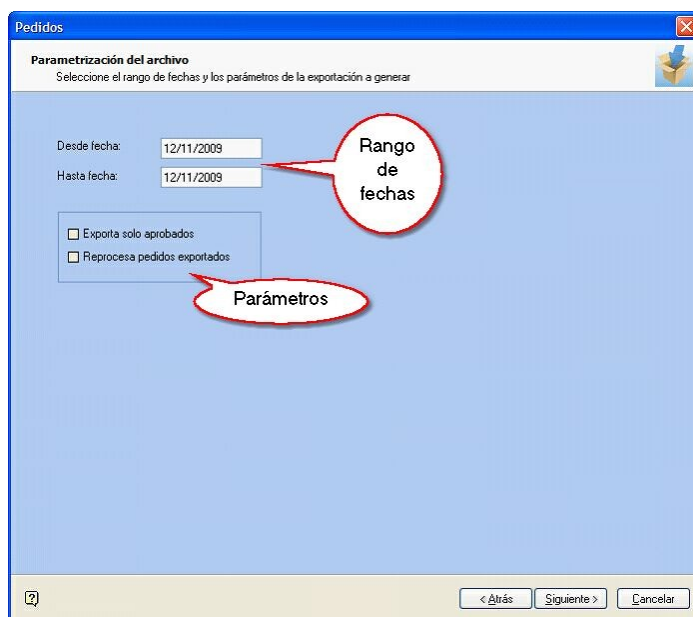 Pedidos
Parametrización del archivo
Seleccione el rango de fechas y los parámetros de la exportación a generar
Desde fecha: 12/11/2009
Hasta fecha: 12/11/2009
Rango
de
fechas
Exporta solo aprobados
Reprocesa pedidos exportados
Parámetros
< Atrás Siguiente > Cancelar